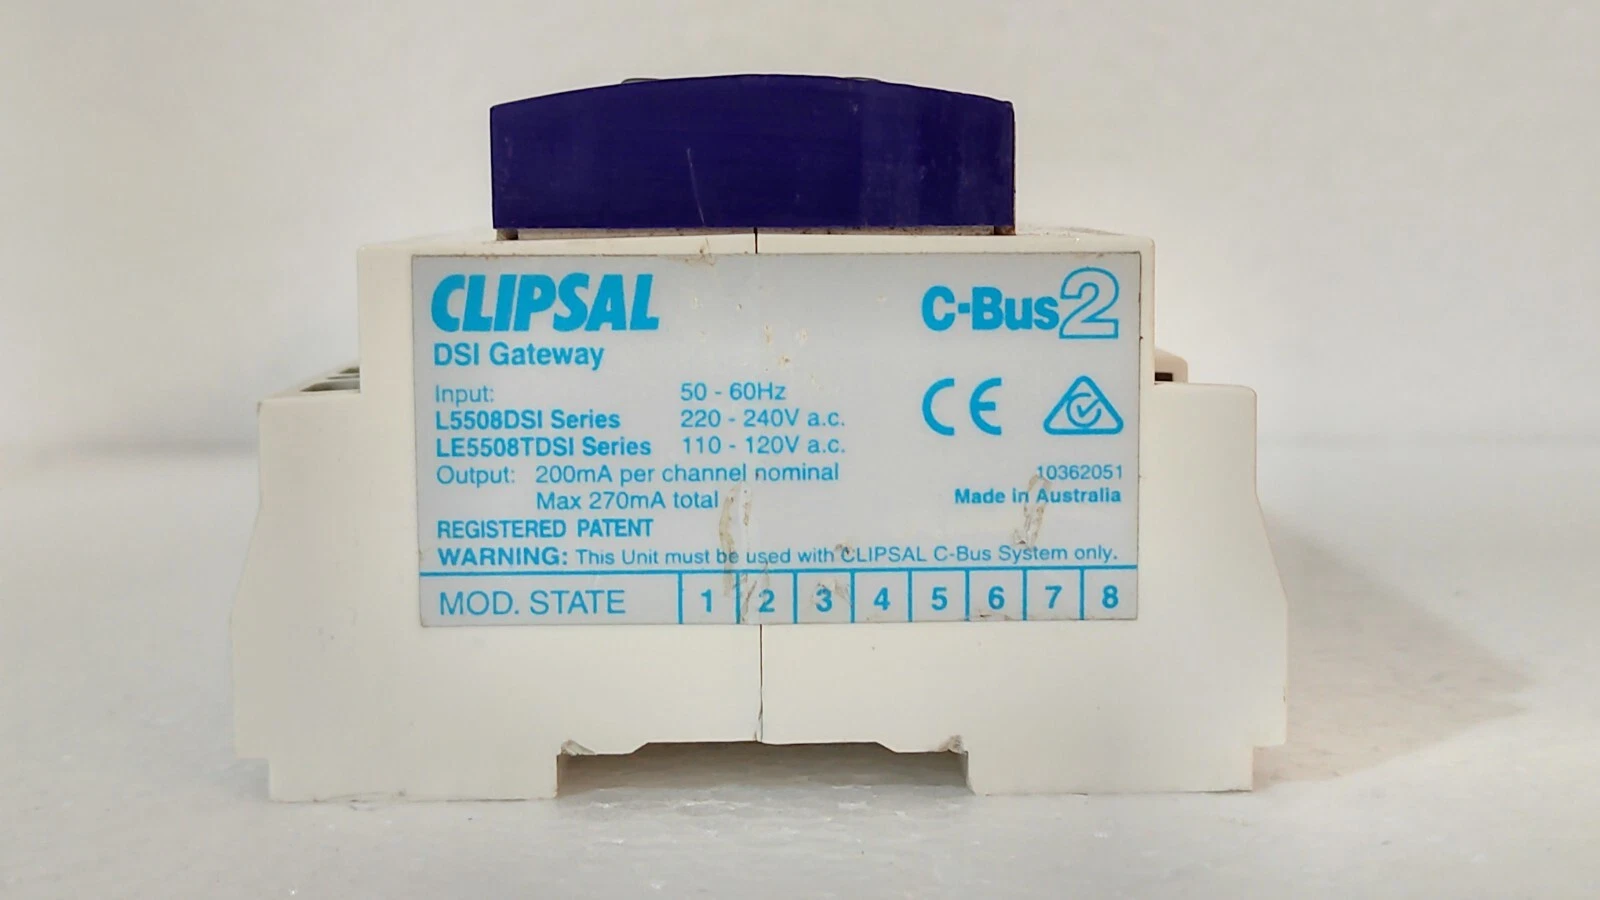 CLIPSAL C-Bus2
DSI Gateway
Input: 50 - 60Hz
L5508DSI Series 220 - 240V a.c.
LE5508TDSI Series 110 - 120V a.c.
Output: 200mA per channel nominal
Max 270mA total
CE
10362051
Made in Australia
REGISTERED PATENT
WARNING: This Unit must be used with CLIPSAL C-Bus System only.
MOD. STATE 1 2 3 4 5 6 7 8